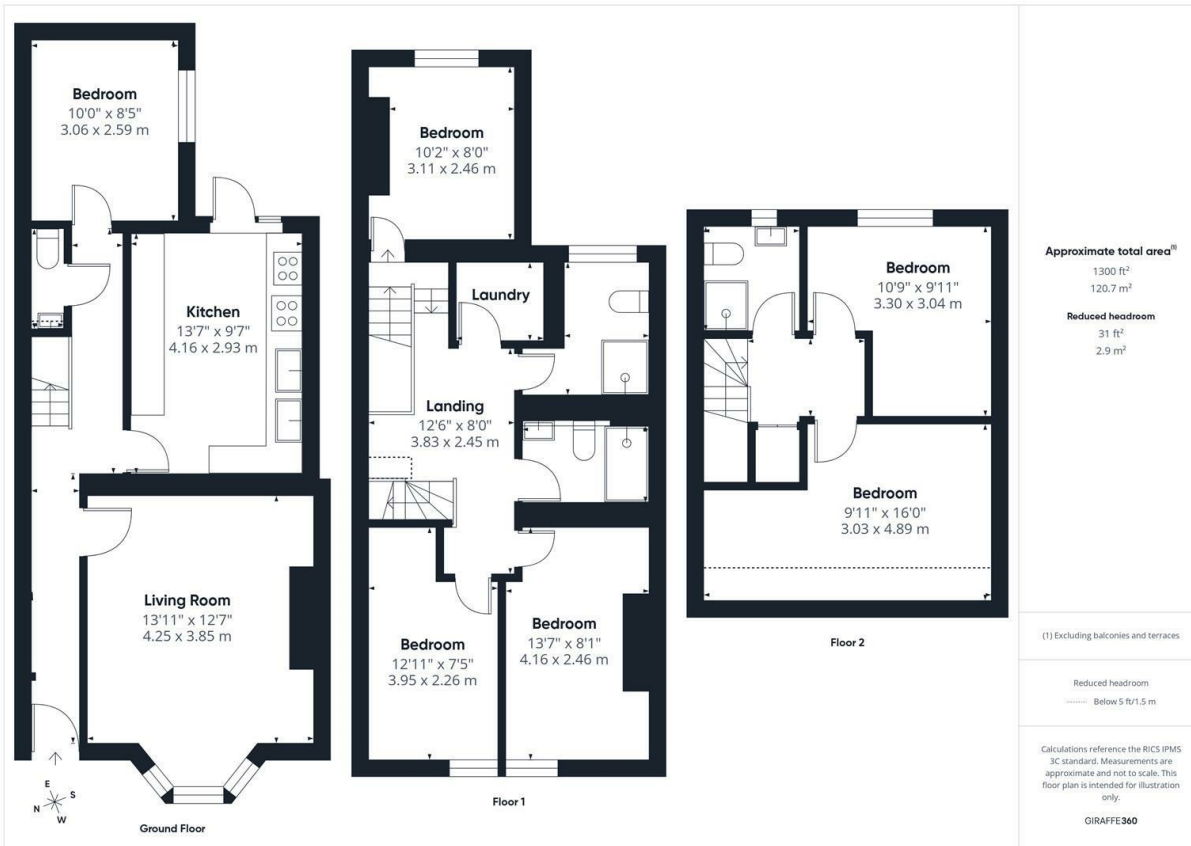 Bedroom
10'0" x 8'5"
3.06 x 2.59 m
Kitchen
13'7" x 9'7"
4.16 x 2.93 m
Living Room
13'11" x 12'7"
4.25 x 3.85 m
E
S
N
W
Ground Floor
Bedroom
10'2" x 8'0"
3.11 x 2.46 m
Laundry
Landing
12'6" x 8'0"
3.83 x 2.45 m
Bedroom
12'11" x 7'5"
3.95 x 2.26 m
Bedroom
13'7" x 8'1"
4.16 x 2.46 m
Floor 1
Bedroom
10'9" x 9'11"
3.30 x 3.04 m
Bedroom
9'11" x 16'0"
3.03 x 4.89 m
Floor 2
Approximate total area(1)
1300 ft²
120.7 m²
Reduced headroom
31 ft²
2.9 m²
(1) Excluding balconies and terraces
Reduced headroom
Below 5 ft/1.5 m
Calculations reference the RICS IPMS
3C standard. Measurements are
approximate and not to scale. This
floor plan is intended for illustration
only.
GIRAFFE360